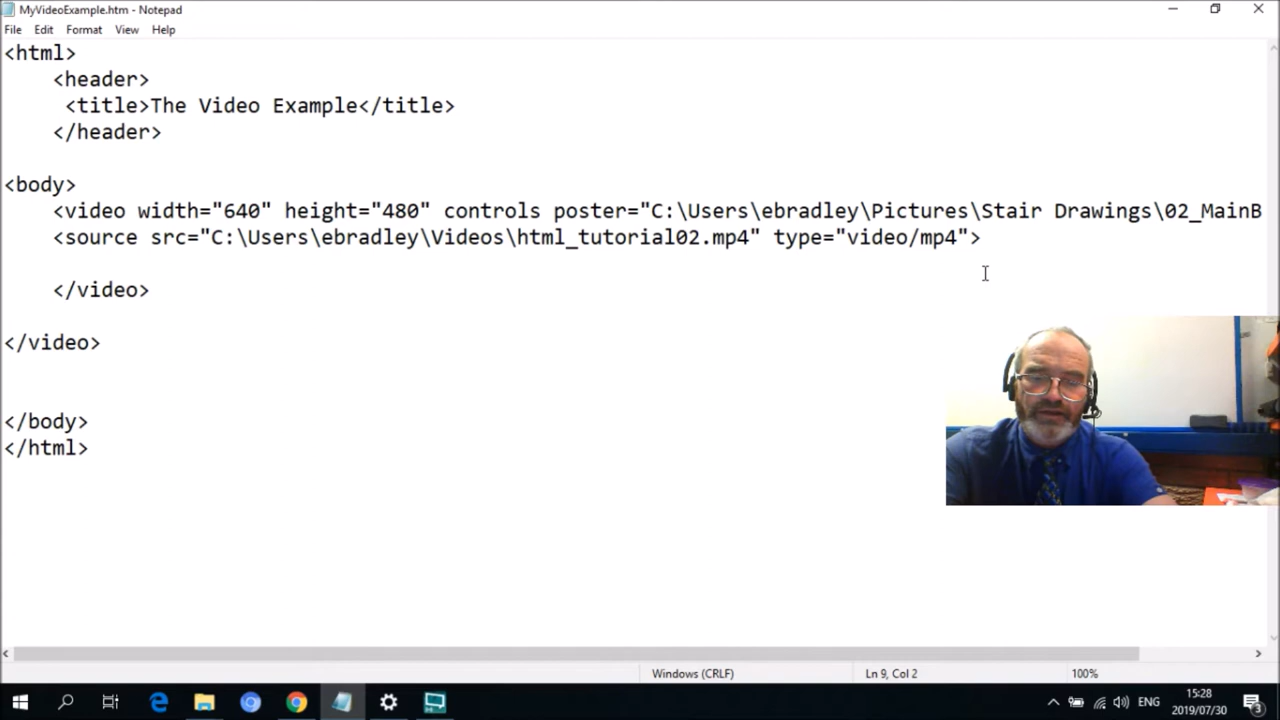 MyVideoExample.htm - Notepad
File Edit Format View Help
<html>
<header>
<title>The Video Example</title>
</header>
<body>
<video width="640" height="480" controls poster="C:\Users\ebradley\Pictures\Stair Drawings\02_MainB
<source src="C:\Users\ebradley\Videos\html_tutorial02.mp4" type="video/mp4">
</video>
</video>
</body>
</html>
Windows (CRLF) Ln 9, Col 2 100%
ENG 15:28
2019/07/30
3